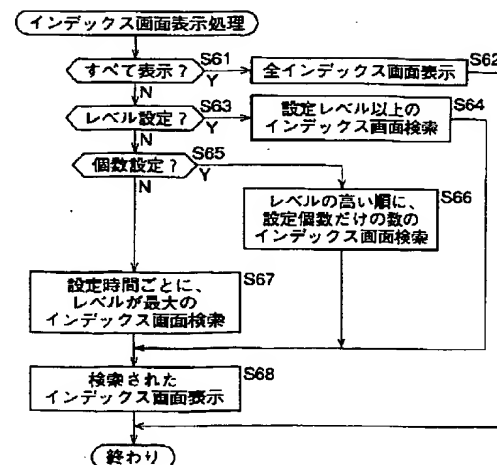 インデックス画面表示処理
すべて表示？
S61
Y
N
全インデックス画面表示
S62
レベル設定？
S63
Y
N
設定レベル以上の
インデックス画面検索
S64
個数設定？
S65
Y
N
レベルの高い順に、
設定個数だけの数の
インデックス画面検索
S66
設定時間ごとに、
レベルが最大の
インデックス画面検索
S67
検索された
インデックス画面表示
S68
終わり